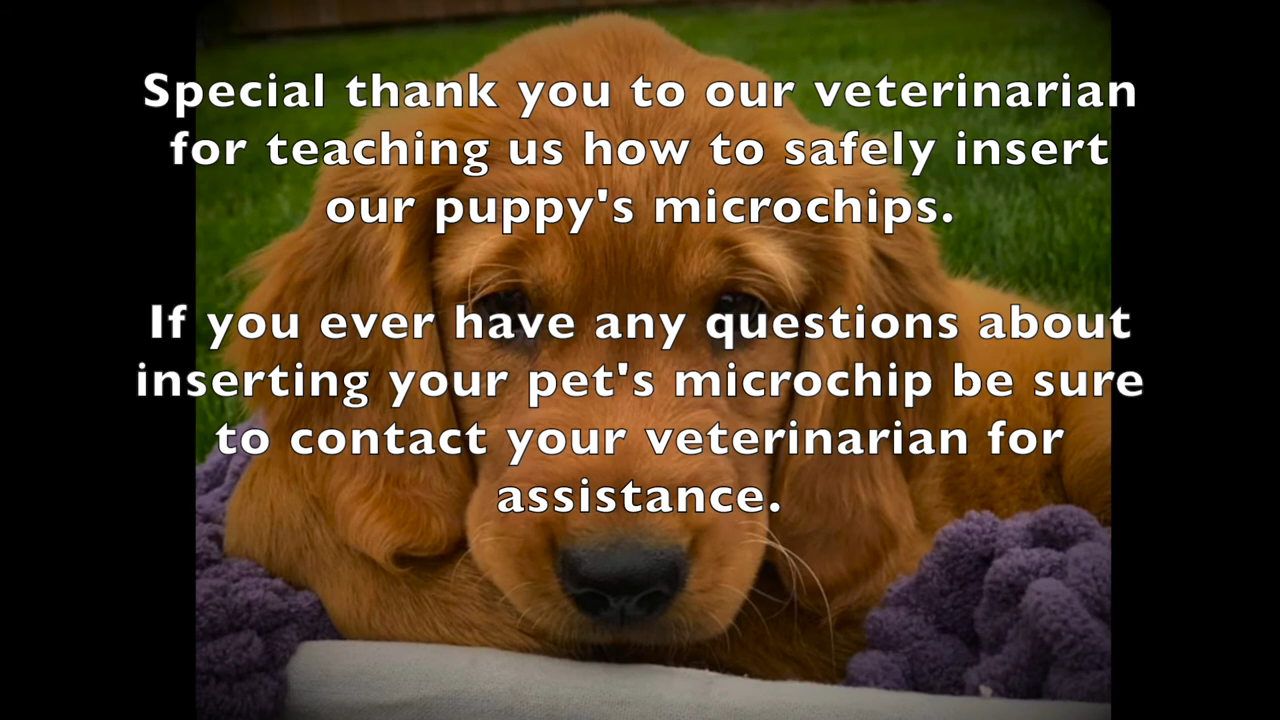 Special thank you to our veterinarian
for teaching us how to safely insert
our puppy's microchips.
If you ever have any questions about
inserting your pet's microchip be sure
to contact your veterinarian for
assistance.